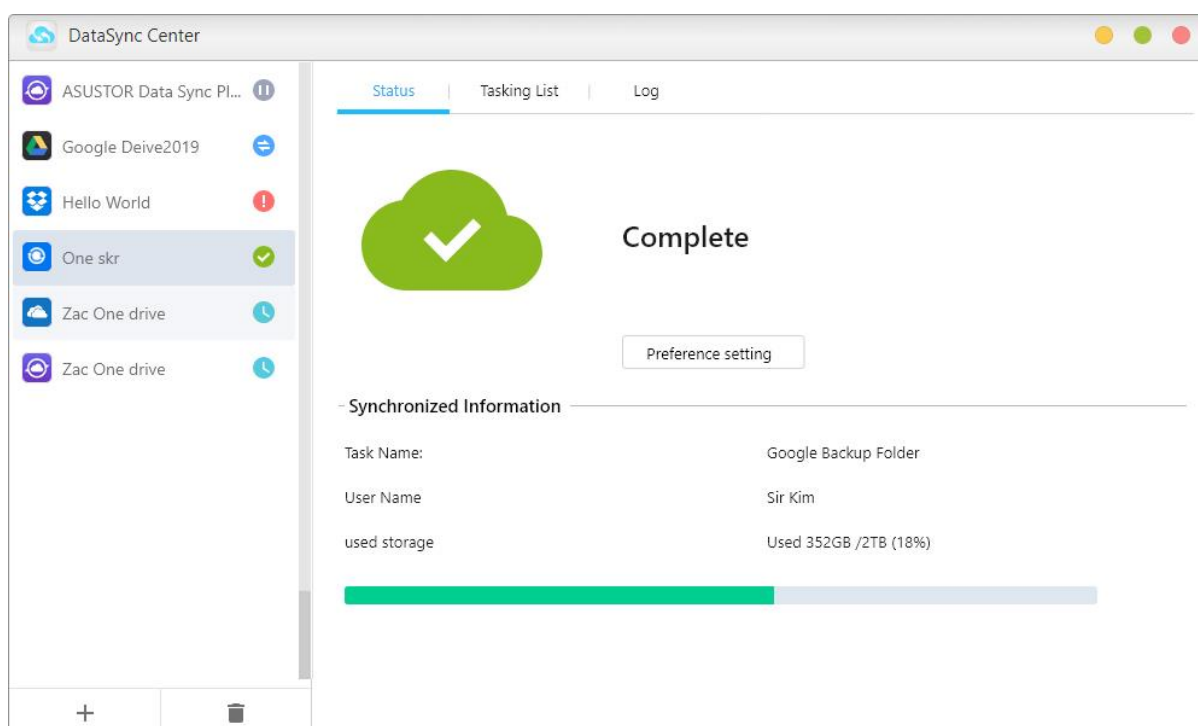 DataSync Center
ASUSTOR Data Sync Pl...
Google Deive2019
Hello World
One skr
Zac One drive
Zac One drive
Status | Tasking List | Log
Complete
Preference setting
Synchronized Information
Task Name: Google Backup Folder
User Name Sir Kim
used storage Used 352GB /2TB (18%)